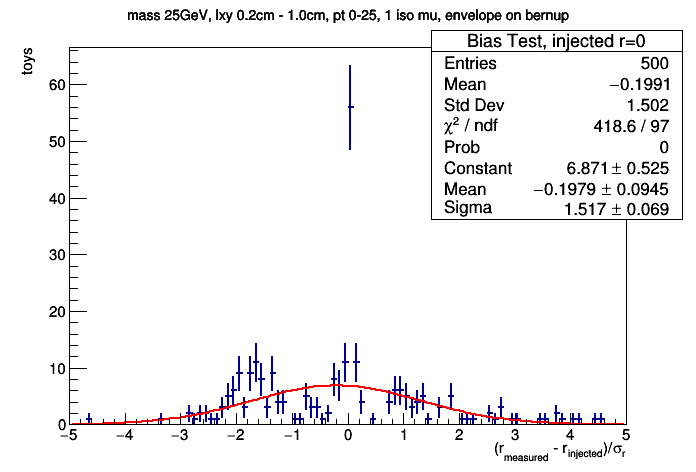 mass 25GeV, lxy 0.2cm - 1.0cm, pt 0-25, 1 iso mu, envelope on bernup
Bias Test, injected r=0
Entries 500
Mean −0.1991
Std Dev 1.502
χ² / ndf 418.6 / 97
Prob 0
Constant 6.871 ± 0.525
Mean −0.1979 ± 0.0945
Sigma 1.517 ± 0.069
toys
60
50
40
30
20
10
0
−5 −4 −3 −2 −1 0 1 2 3 4 5
(r_measured - r_injected)/σ_r